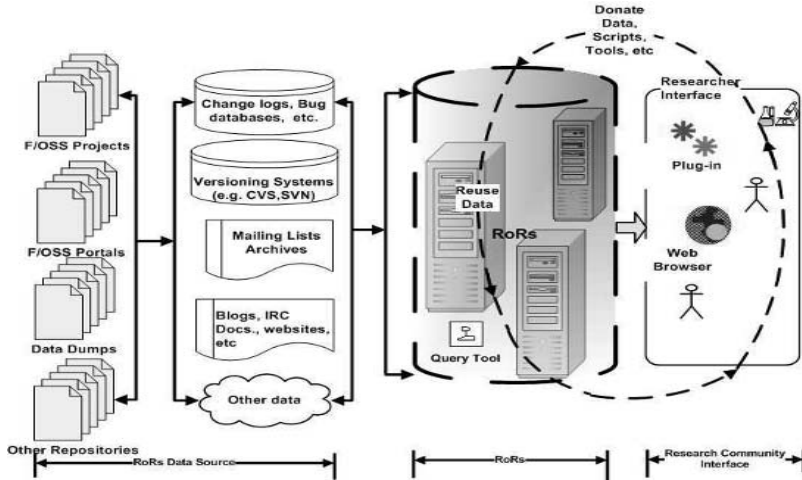 Donate
Data,
Scripts,
Tools, etc
F/OSS Projects
F/OSS Portals
Data Dumps
Other Repositories
Change logs, Bug
databases, etc.
Versioning Systems
(e.g. CVS,SVN)
Mailing Lists
Archives
Blogs, IRC
Docs., websites,
etc
Other data
Reuse
Data
RoRs
Query Tool
Researcher
Interface
Plug-in
Web
Browser
RoRs Data Source
RoRs
Research Community
Interface